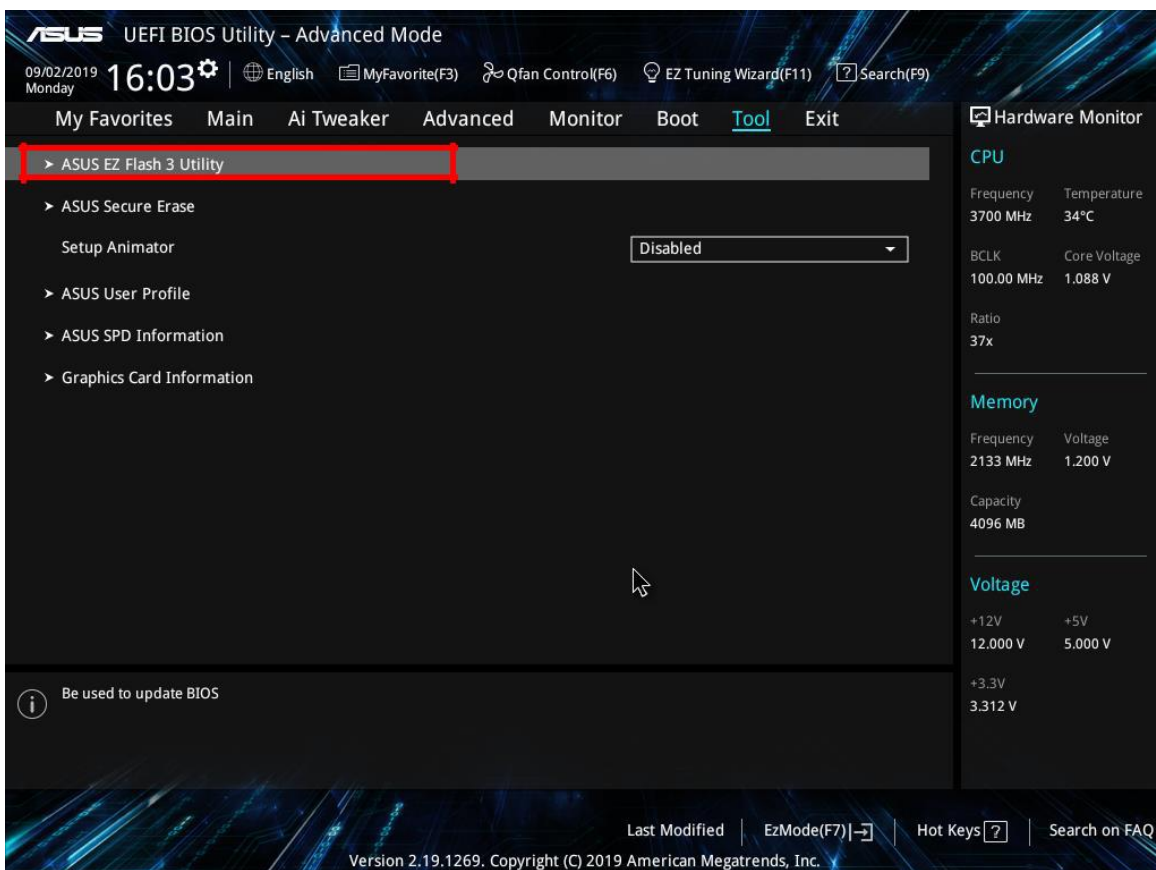 ASUS UEFI BIOS Utility – Advanced Mode
09/02/2019 Monday 16:03 English MyFavorite(F3) Qfan Control(F6) EZ Tuning Wizard(F11) ? Search(F9)
My Favorites Main Ai Tweaker Advanced Monitor Boot Tool Exit
ASUS EZ Flash 3 Utility
ASUS Secure Erase
Setup Animator Disabled
ASUS User Profile
ASUS SPD Information
Graphics Card Information
Be used to update BIOS
Hardware Monitor
CPU
Frequency Temperature
3700 MHz 34°C
BCLK Core Voltage
100.00 MHz 1.088 V
Ratio
37x
Memory
Frequency Voltage
2133 MHz 1.200 V
Capacity
4096 MB
Voltage
+12V +5V
12.000 V 5.000 V
+3.3V
3.312 V
Last Modified EzMode(F7) Hot Keys ? Search on FAQ
Version 2.19.1269. Copyright (C) 2019 American Megatrends, Inc.